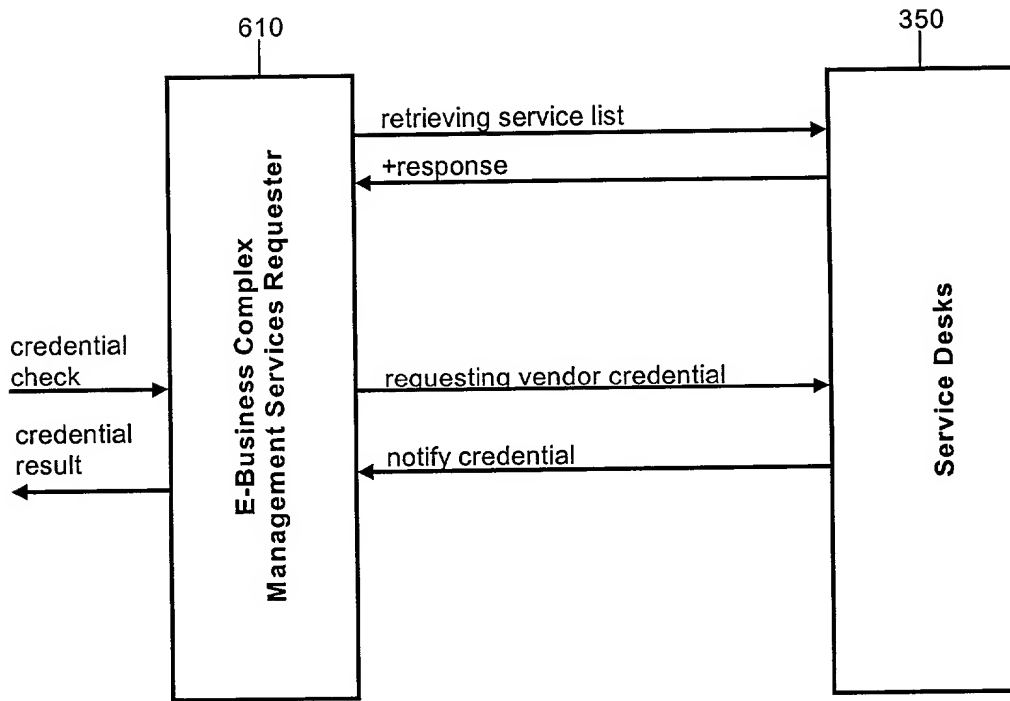 610
350
retrieving service list
+response
E-Business Complex
Management Services Requester
Service Desks
credential
check
requesting vendor credential
credential
result
notify credential